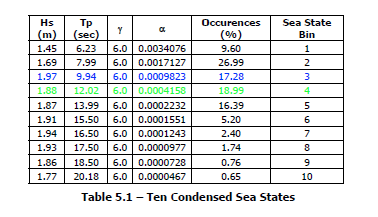 Hs (m) Tp (sec) γ α Occurences (%) Sea State Bin
1.45 6.23 6.0 0.0034076 9.60 1
1.69 7.99 6.0 0.0017127 26.99 2
1.97 9.94 6.0 0.0009823 17.28 3
1.88 12.02 6.0 0.0004158 18.99 4
1.87 13.99 6.0 0.0002232 16.39 5
1.91 15.50 6.0 0.0001551 5.20 6
1.94 16.50 6.0 0.0001243 2.40 7
1.93 17.50 6.0 0.0000977 1.74 8
1.86 18.50 6.0 0.0000728 0.76 9
1.77 20.18 6.0 0.0000467 0.65 10
Table 5.1 – Ten Condensed Sea States